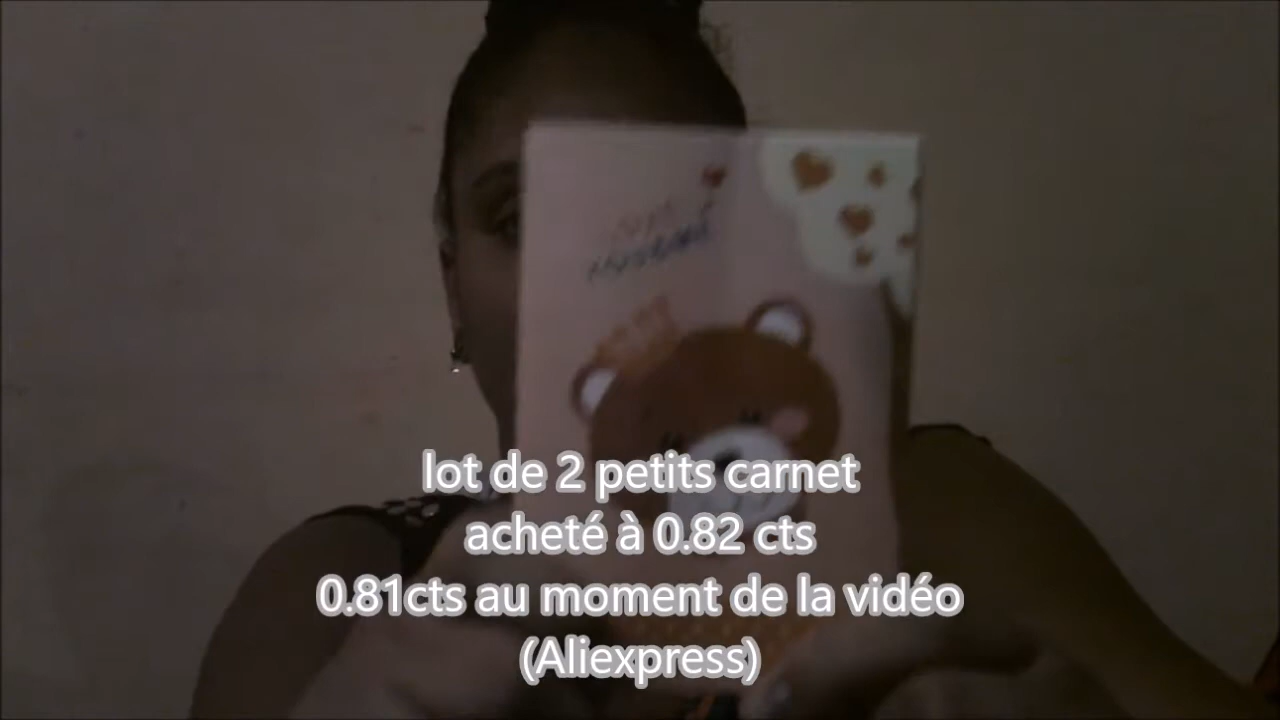 lot de 2 petits carnet
acheté à 0.82 cts
0.81cts au moment de la vidéo
(Aliexpress)